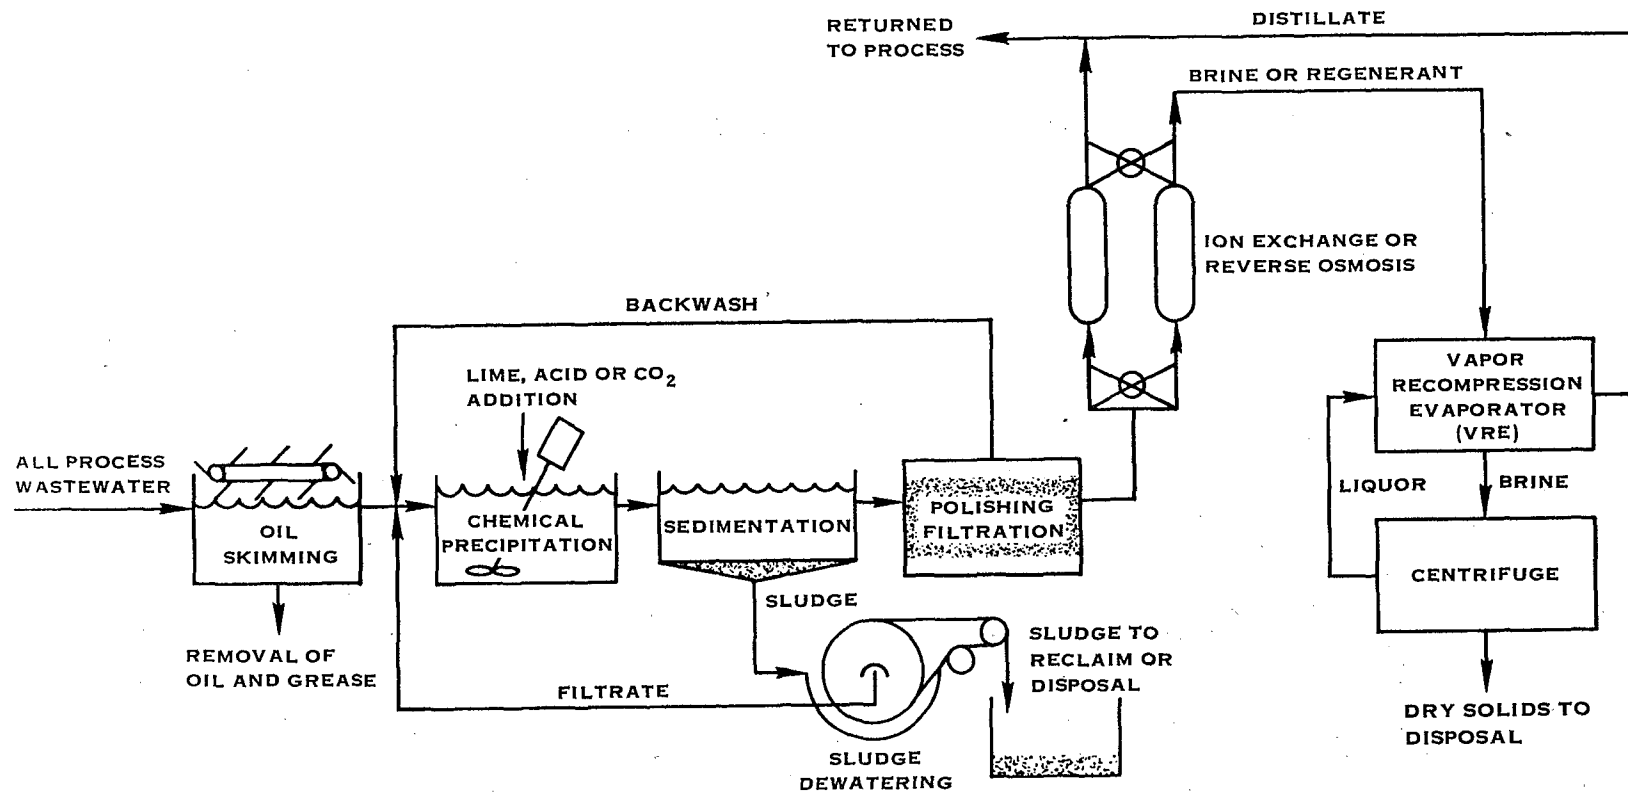 DISTILLATE
RETURNED
TO PROCESS
BRINE OR REGENERANT
ION EXCHANGE OR
REVERSE OSMOSIS
BACKWASH
LIME, ACID OR CO2
ADDITION
VAPOR
RECOMPRESSION
EVAPORATOR
(VRE)
ALL PROCESS
WASTEWATER
OIL
SKIMMING
CHEMICAL
PRECIPITATION
SEDIMENTATION
POLISHING
FILTRATION
LIQUOR
BRINE
CENTRIFUGE
SLUDGE
REMOVAL OF
OIL AND GREASE
FILTRATE
SLUDGE TO
RECLAIM OR
DISPOSAL
SLUDGE
DEWATERING
DRY SOLIDS TO
DISPOSAL